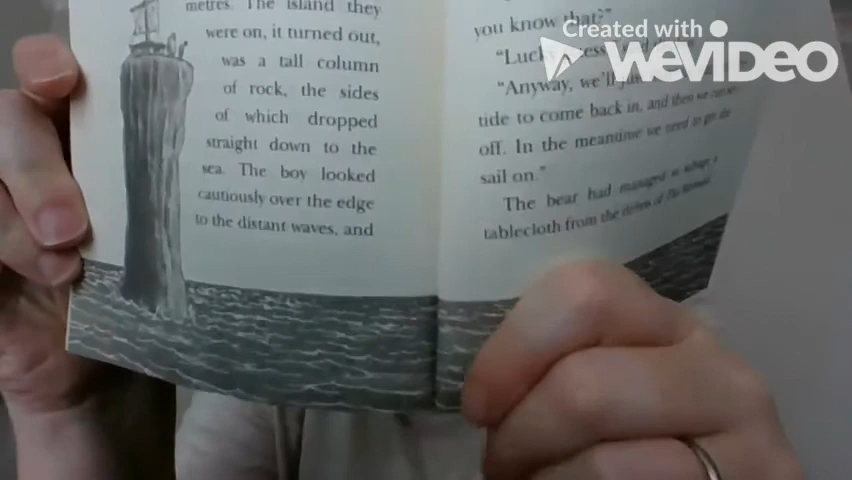 metres. The island they
were on, it turned out,
was a tall column
of rock, the sides
of which dropped
straight down to the
sea. The boy looked
cautiously over the edge
to the distant waves, and
you know that?"
"Lucky
"Anyway, we'll
tide to come back in, and then we
off. In the meantime we need to get the
sail on."
The bear had managed to
tablecloth from the
Created with
WEVIDEO